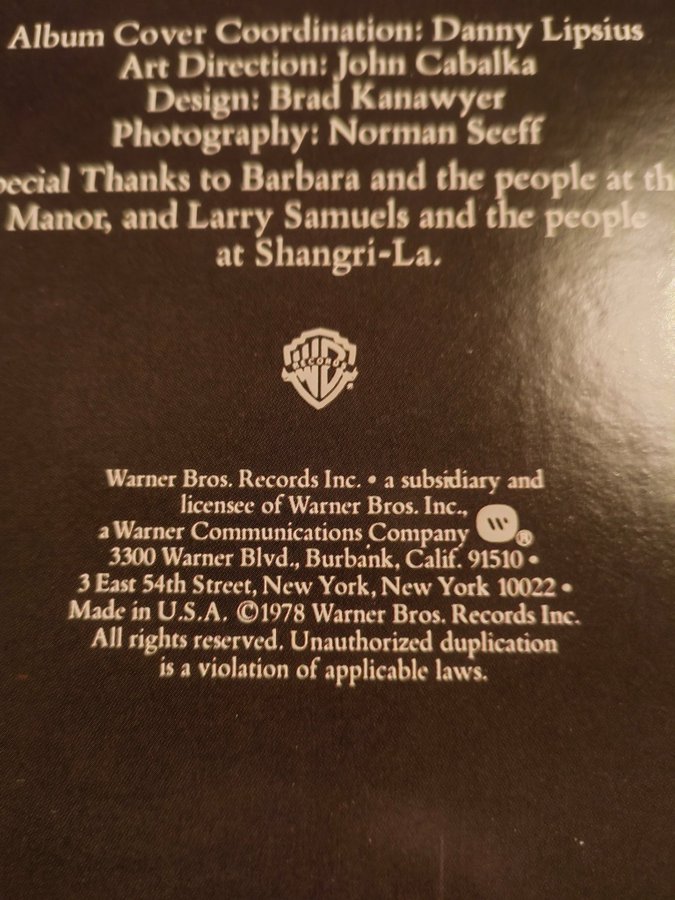 Album Cover Coordination: Danny Lipsius
Art Direction: John Cabalka
Design: Brad Kanawyer
Photography: Norman Seeff
pecial Thanks to Barbara and the people at th
Manor, and Larry Samuels and the people
at Shangri-La.
WB
RECORDS
®
Warner Bros. Records Inc. • a subsidiary and
licensee of Warner Bros. Inc.,
a Warner Communications Company ®
3300 Warner Blvd., Burbank, Calif. 91510 •
3 East 54th Street, New York, New York 10022 •
Made in U.S.A. ©1978 Warner Bros. Records Inc.
All rights reserved. Unauthorized duplication
is a violation of applicable laws.